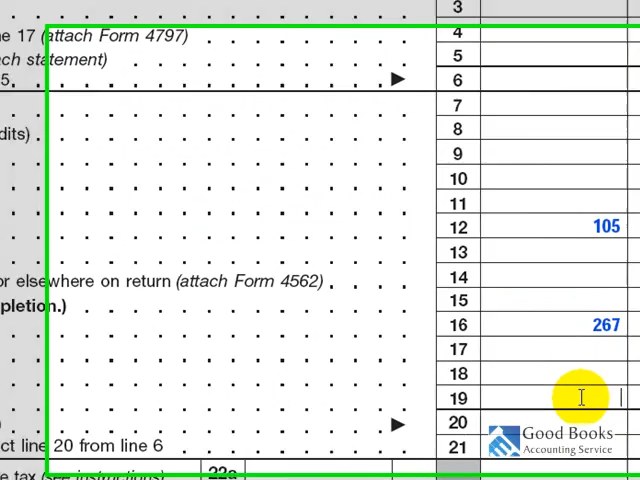 3
ne 17 (attach Form 4797) 4
ach statement) 5
5 6
7
dits) 8
9
10
11
12 105
13
or elsewhere on return (attach Form 4562) 14
pletion.) 15
16 267
17
18
19
) 20
ct line 20 from line 6 21
Good Books
Accounting Service
e tax (see instructions) 22a